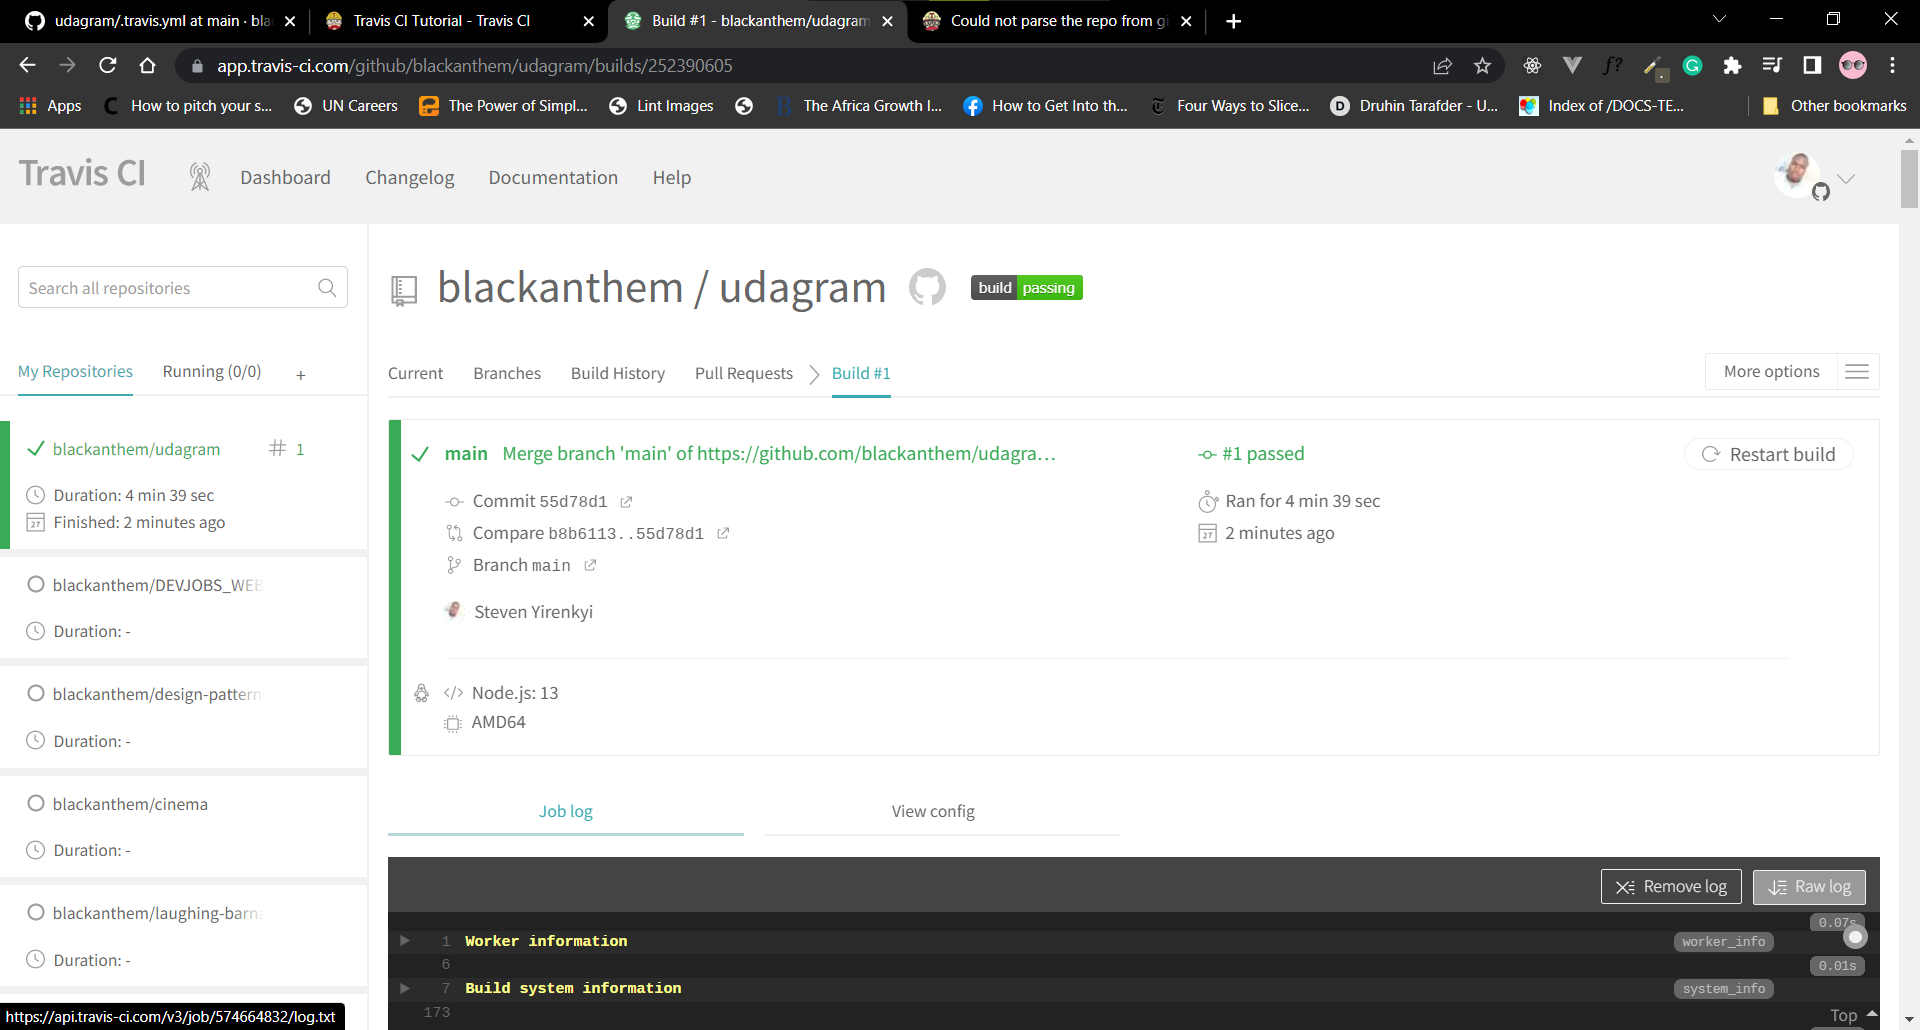 udagram/.travis.yml at main · bla
Travis CI Tutorial - Travis CI
Build #1 - blackanthem/udagram
Could not parse the repo from gi
app.travis-ci.com/github/blackanthem/udagram/builds/252390605
Apps
How to pitch your s...
UN Careers
The Power of Simpl...
Lint Images
The Africa Growth I...
How to Get Into th...
Four Ways to Slice...
Druhin Tarafder - U...
Index of /DOCS-TE...
Other bookmarks
Travis CI
Dashboard
Changelog
Documentation
Help
Search all repositories
My Repositories
Running (0/0)
+
blackanthem/udagram
# 1
Duration: 4 min 39 sec
Finished: 2 minutes ago
blackanthem/DEVJOBS_WEB
Duration: -
blackanthem/design-pattern
Duration: -
blackanthem/cinema
Duration: -
blackanthem/laughing-barna
Duration: -
https://api.travis-ci.com/v3/job/574664832/log.txt
blackanthem / udagram
build passing
Current
Branches
Build History
Pull Requests
Build #1
More options
main Merge branch 'main' of https://github.com/blackanthem/udagra…
#1 passed
Restart build
Commit 55d78d1
Ran for 4 min 39 sec
Compare b8b6113..55d78d1
2 minutes ago
Branch main
Steven Yirenkyi
</> Node.js: 13
AMD64
Job log
View config
Remove log
Raw log
0.07s
1 Worker information
worker_info
6
0.01s
7 Build system information
system_info
173
Top